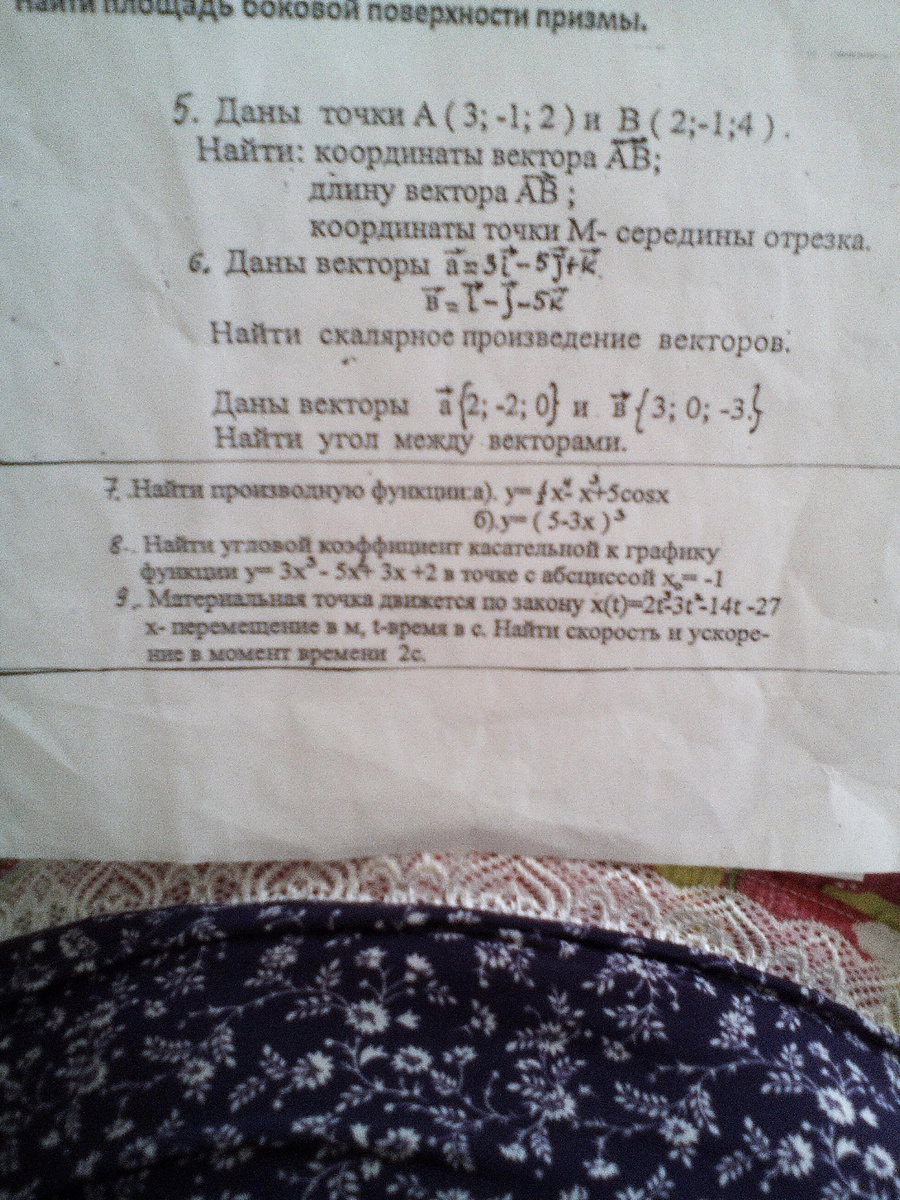 Найти площадь боковой поверхности призмы.
5. Даны точки А ( 3; -1; 2 ) и В ( 2;-1;4 ) .
Найти: координаты вектора АВ;
длину вектора АВ ;
координаты точки М- середины отрезка.
6. Даны векторы a⃗=3i⃗-5j⃗+k⃗
в⃗=i⃗-j⃗-5k⃗
Найти скалярное произведение векторов.
Даны векторы a⃗{2; -2; 0} и в⃗{3; 0; -3.}
Найти угол между векторами.
7. .Найти производную функции:а). y= x⁴- x³+5cosx
б).y= ( 5-3x )³
8.. Найти угловой коэффициент касательной к графику
функции y= 3x³ - 5x²+ 3x +2 в точке с абсциссой x₀= -1
9.. Материальная точка движется по закону x(t)=2t³-3t²-14t -27
х- перемещение в м, t-время в с. Найти скорость и ускоре-
ние в момент времени 2с.